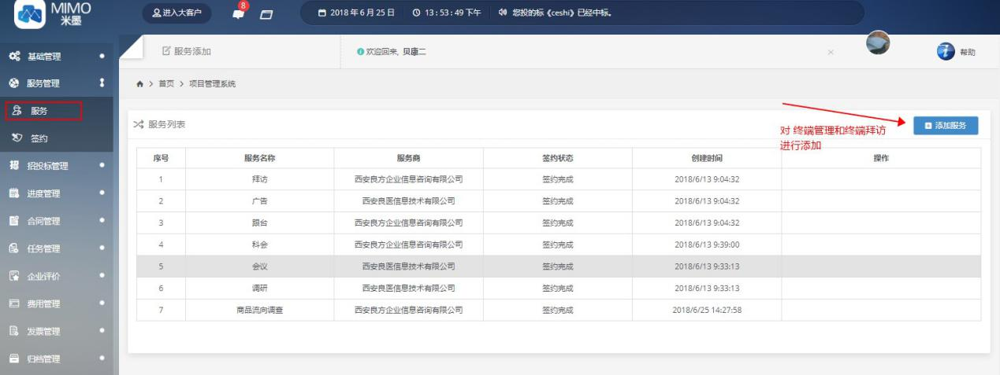 MIMO
米墨
进入大客户
8
2018年6月25日
13:53:49下午
您投的标《ceshi》已经中标。
基础管理
服务管理
服务
签约
招投标管理
进度管理
合同管理
任务管理
企业评价
费用管理
发票管理
归档管理
服务添加
欢迎回来, 贝康二
×
帮助
首页 > 项目管理系统
服务列表
对 终端管理和终端拜访
进行添加
添加服务
序号 服务名称 服务商 签约状态 创建时间 操作
1 拜访 西安良方企业信息咨询有限公司 签约完成 2018/6/13 9:04:32
2 广告 西安良医信息技术有限公司 签约完成 2018/6/13 9:04:32
3 跟台 西安良方企业信息咨询有限公司 签约完成 2018/6/13 9:04:32
4 科会 西安良方企业信息咨询有限公司 签约完成 2018/6/13 9:39:00
5 会议 西安良医信息技术有限公司 签约完成 2018/6/13 9:33:13
6 调研 西安良医信息技术有限公司 签约完成 2018/6/13 9:33:13
7 商品流向调查 西安良方企业信息咨询有限公司 签约完成 2018/6/25 14:27:58